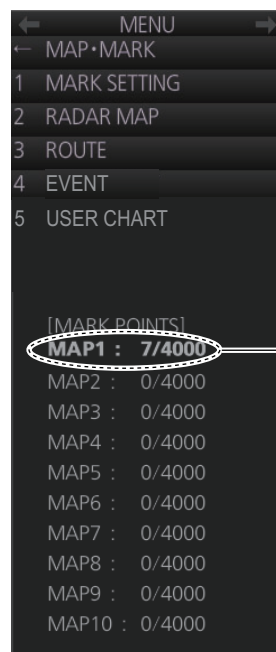 MENU
← MAP・MARK
1 MARK SETTING
2 RADAR MAP
3 ROUTE
4 EVENT
5 USER CHART
[MARK POINTS]
MAP1 : 7/4000
MAP2 : 0/4000
MAP3 : 0/4000
MAP4 : 0/4000
MAP5 : 0/4000
MAP6 : 0/4000
MAP7 : 0/4000
MAP8 : 0/4000
MAP9 : 0/4000
MAP10 : 0/4000